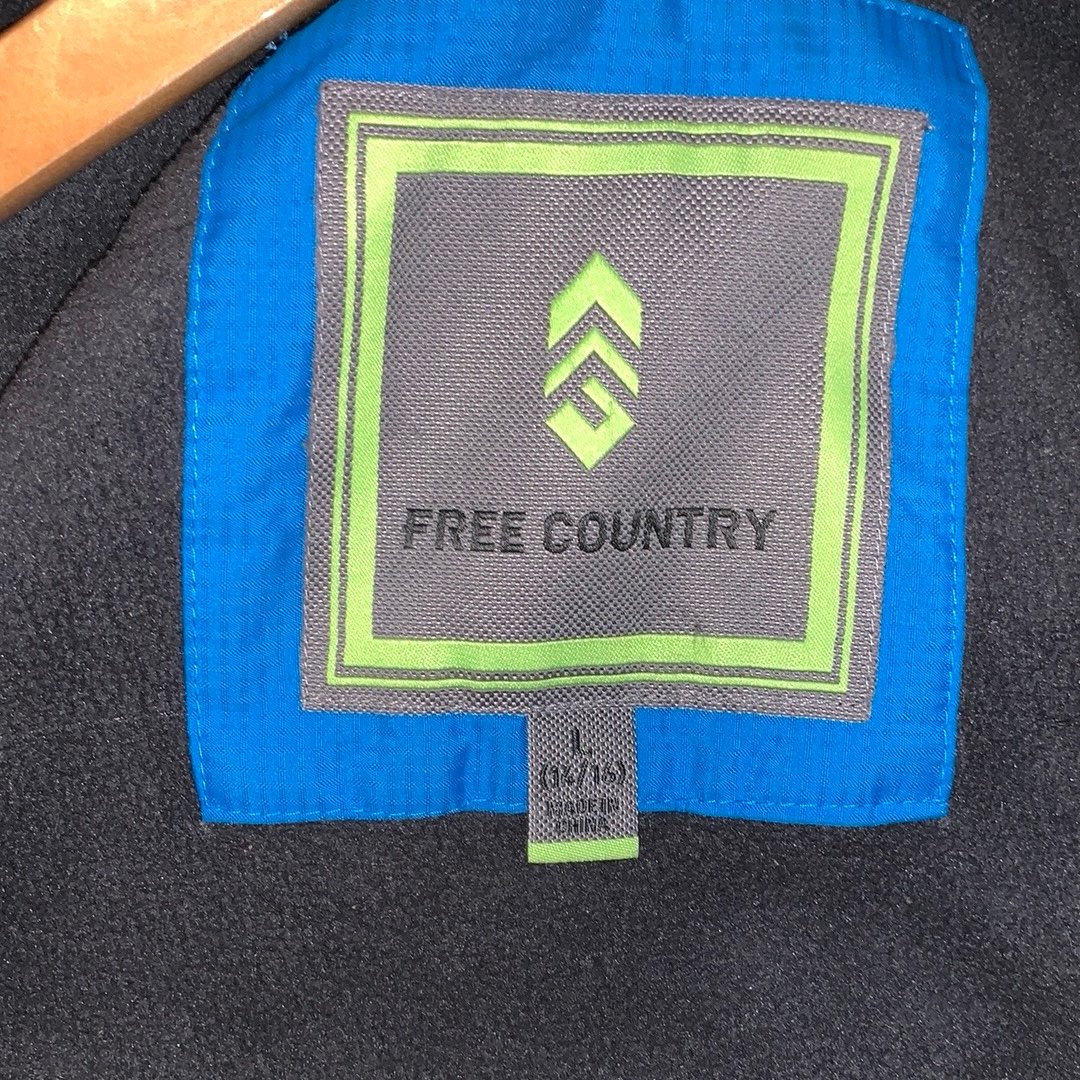 FREE COUNTRY
L
(14/16)
MADE IN
CHINA